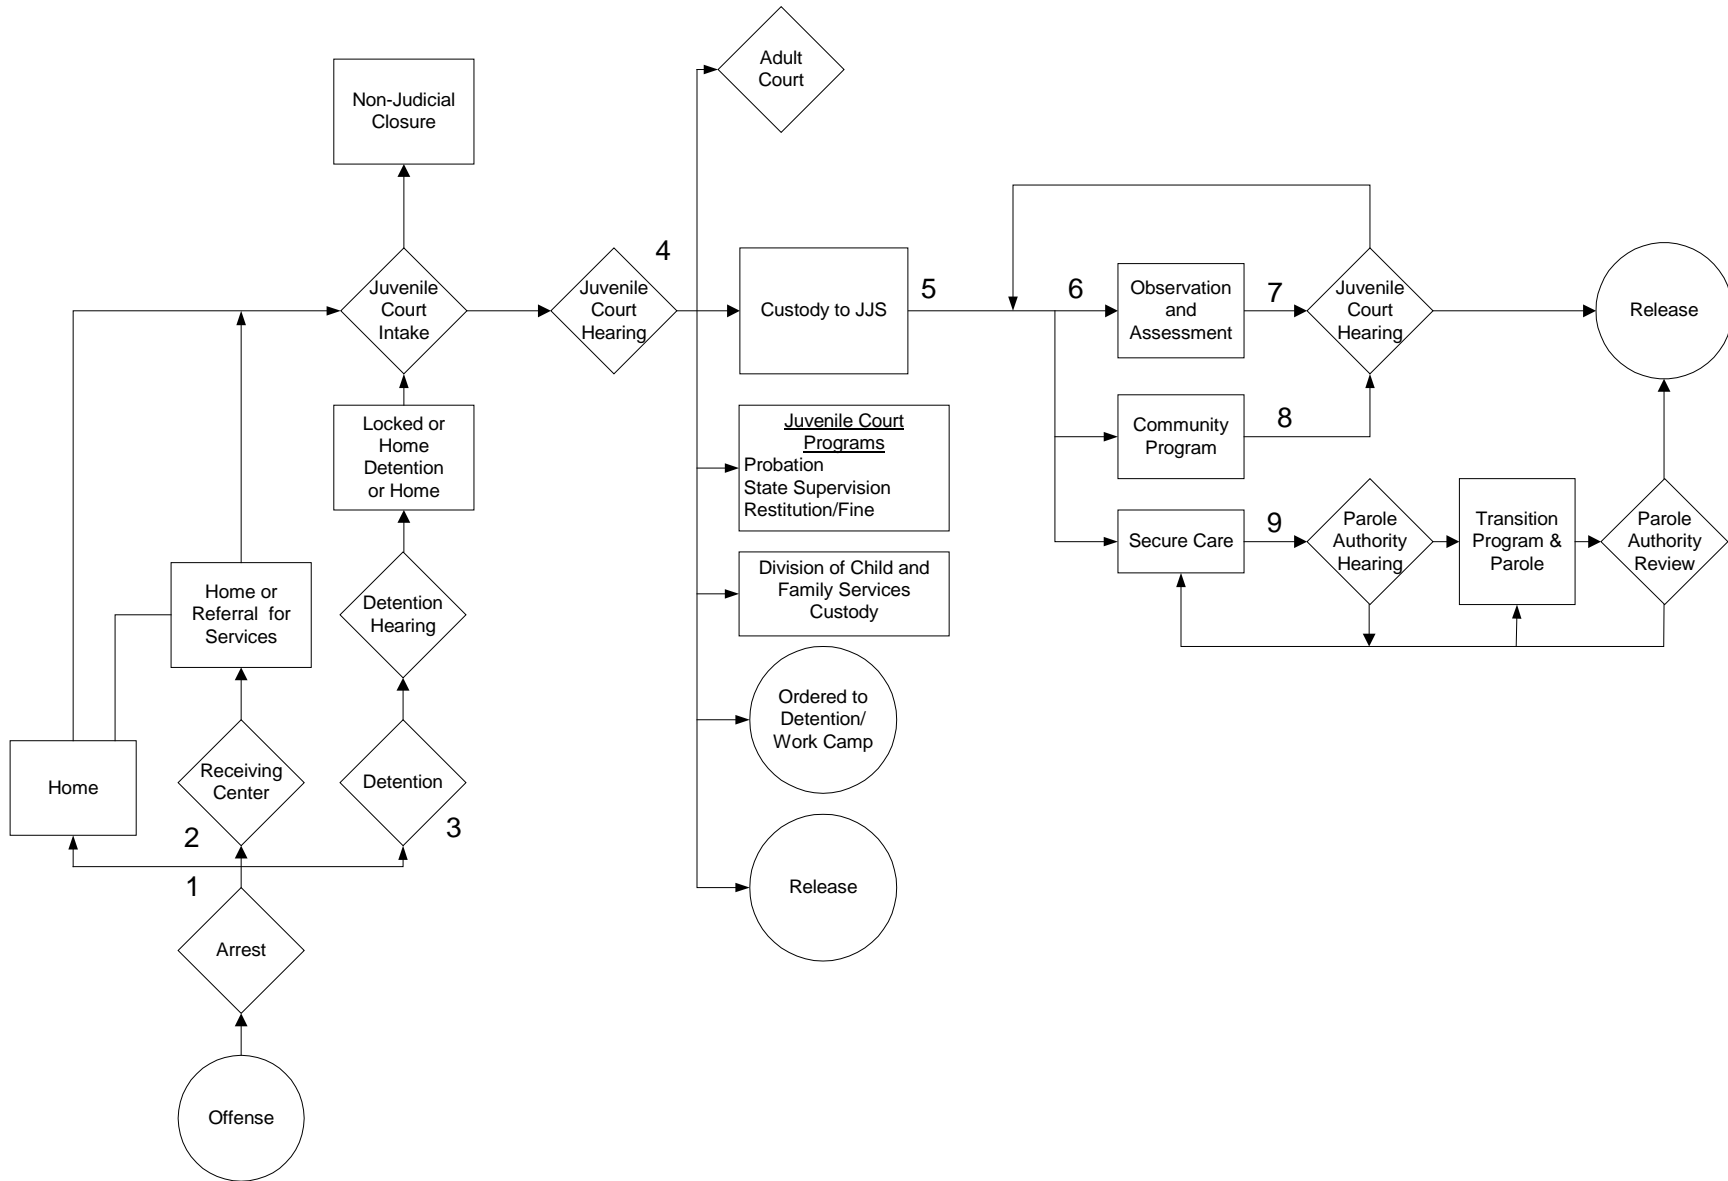 Adult
Court
Non-Judicial
Closure
4
Juvenile
Court
Intake
Juvenile
Court
Hearing
Custody to JJS
5
6
Observation
and
Assessment
7
Juvenile
Court
Hearing
Release
Locked or
Home
Detention
or Home
Juvenile Court
Programs
Probation
State Supervision
Restitution/Fine
Community
Program
8
Secure Care
9
Parole
Authority
Hearing
Transition
Program &
Parole
Parole
Authority
Review
Home or
Referral for
Services
Detention
Hearing
Division of Child and
Family Services
Custody
Ordered to
Detention/
Work Camp
Home
Receiving
Center
Detention
2
3
1
Release
Arrest
Offense